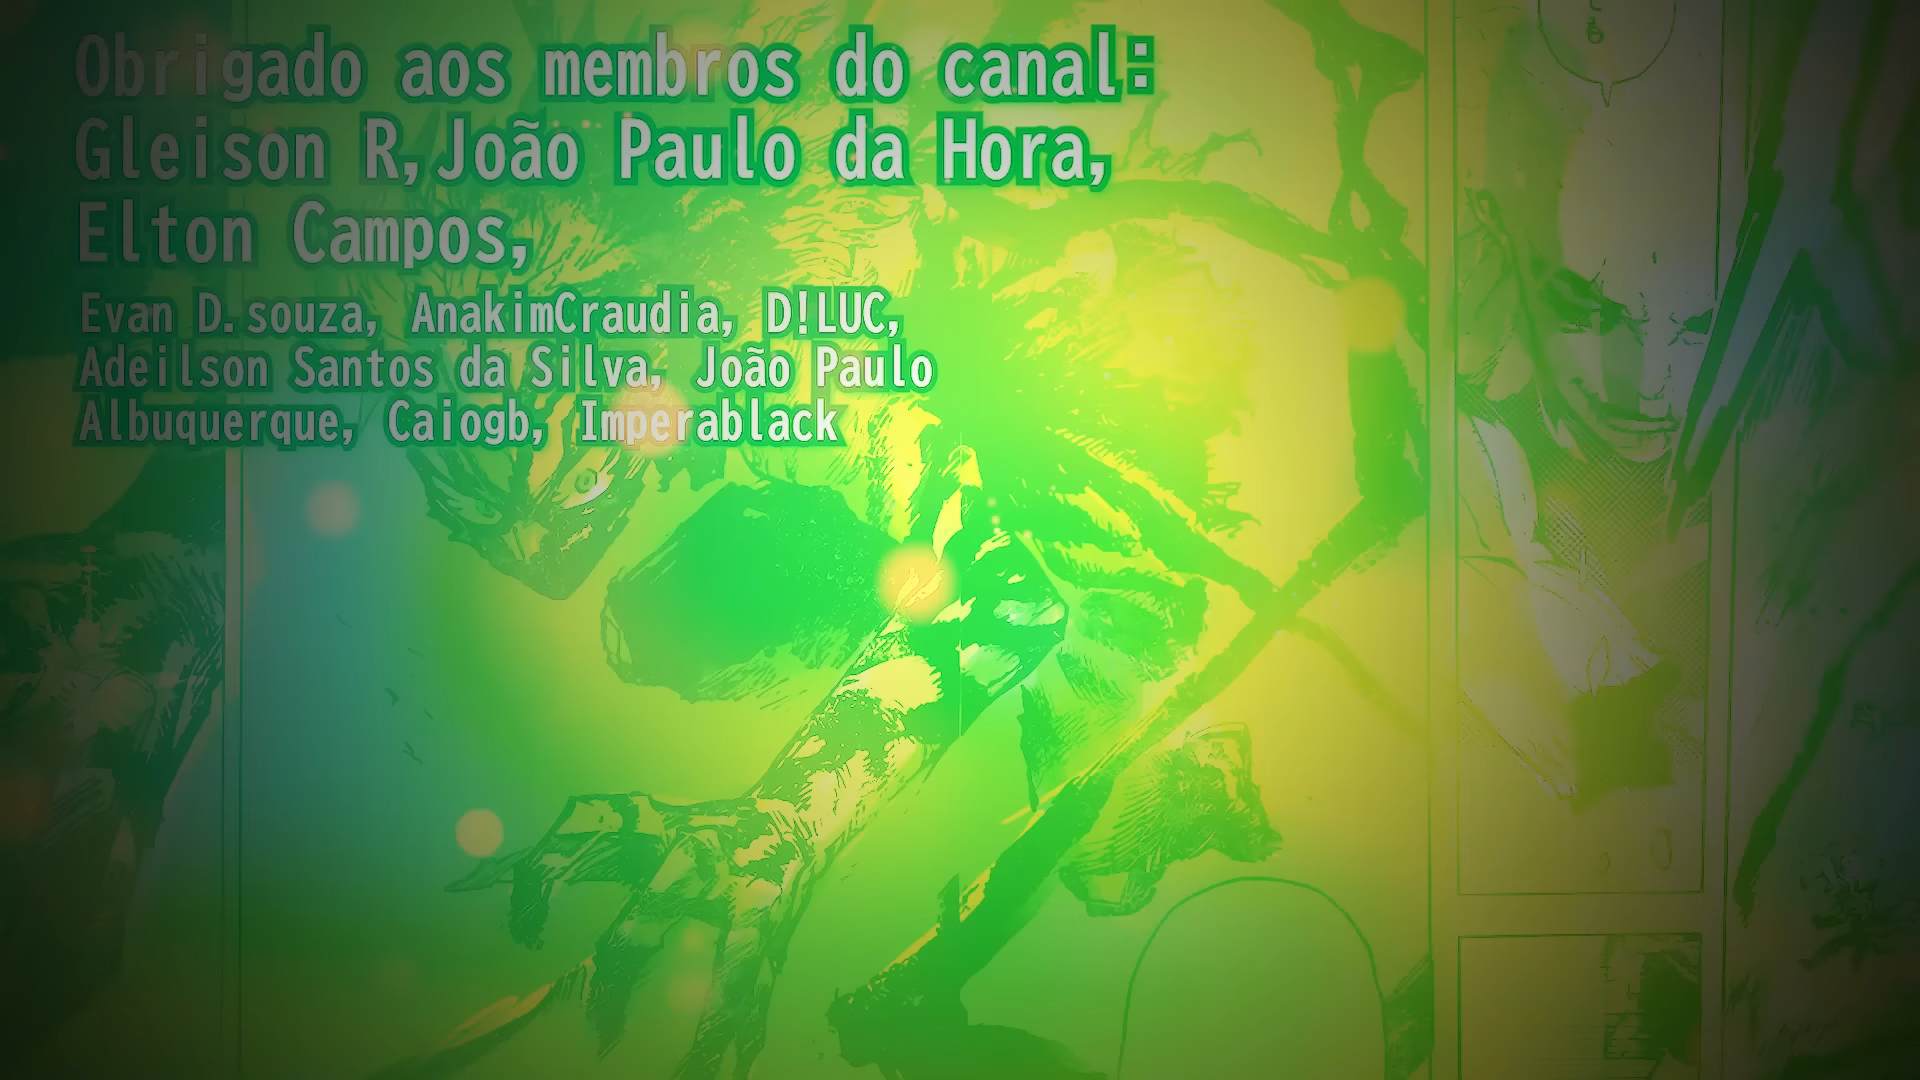 Obrigado aos membros do canal:
Gleison R,João Paulo da Hora,
Elton Campos,
Evan D.souza, AnakimCraudia, D!LUC,
Adeilson Santos da Silva, João Paulo
Albuquerque, Caiogb, Imperablack